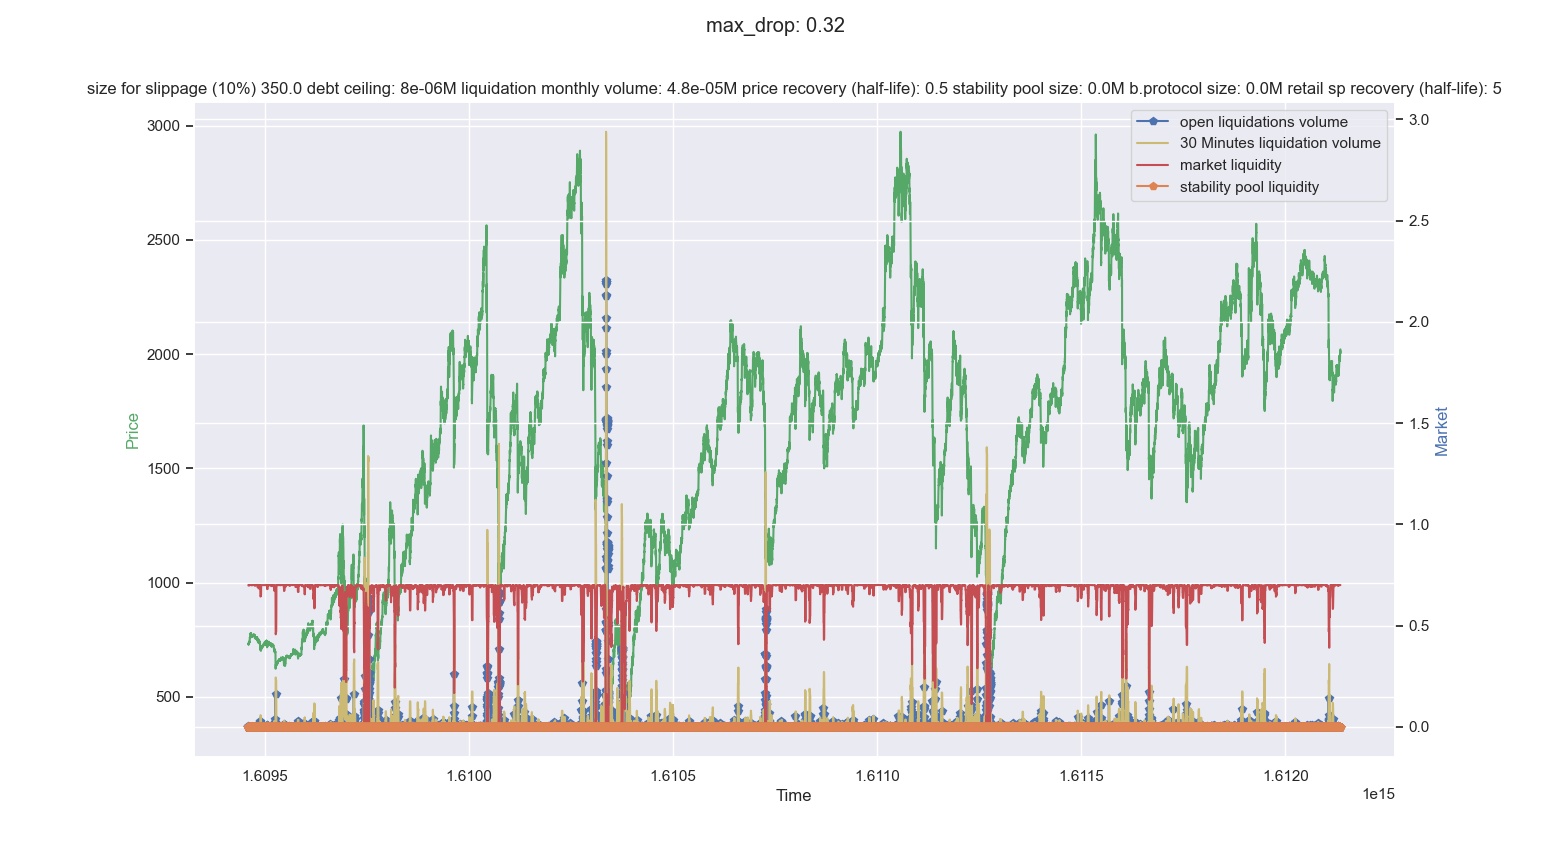 max_drop: 0.32
size for slippage (10%) 350.0 debt ceiling: 8e-06M liquidation monthly volume: 4.8e-05M price recovery (half-life): 0.5 stability pool size: 0.0M b.protocol size: 0.0M retail sp recovery (half-life): 5
open liquidations volume
30 Minutes liquidation volume
market liquidity
stability pool liquidity
3000
2500
2000
1500
1000
500
Price
3.0
2.5
2.0
1.5
1.0
0.5
0.0
Market
1.6095 1.6100 1.6105 1.6110 1.6115 1.6120
Time
1e15